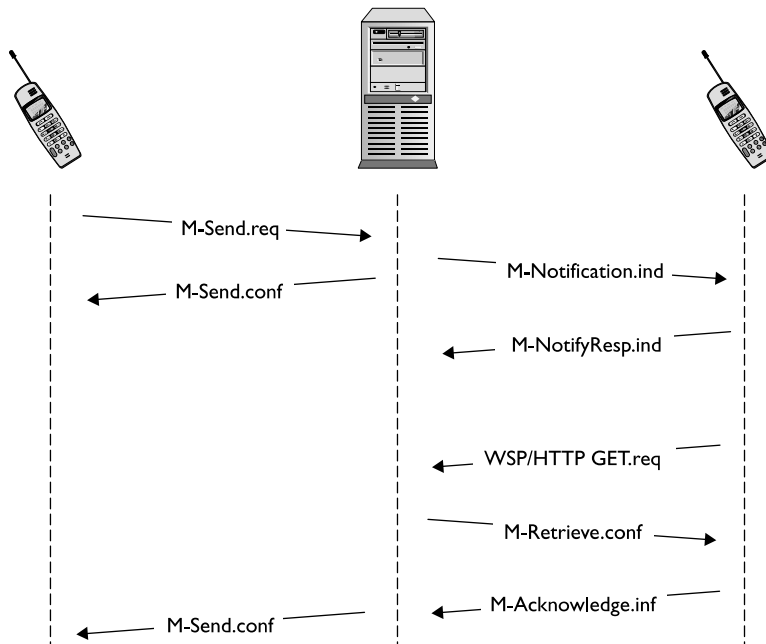 M-Send.req
M-Notification.ind
M-Send.conf
M-NotifyResp.ind
WSP/HTTP GET.req
M-Retrieve.conf
M-Acknowledge.inf
M-Send.conf